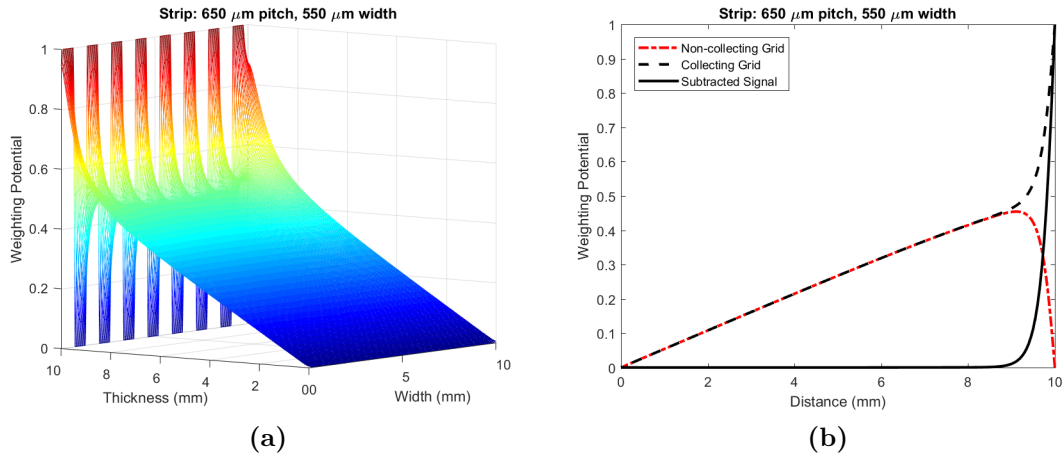 Strip: 650 μm pitch, 550 μm width
1
0.8
0.6
0.4
0.2
0
Weighting Potential
10
8
6
4
2
00
5
10
Thickness (mm)
Width (mm)
(a)
Strip: 650 μm pitch, 550 μm width
Non-collecting Grid
Collecting Grid
Subtracted Signal
1
0.9
0.8
0.7
0.6
0.5
0.4
0.3
0.2
0.1
0
Weighting Potential
0
2
4
6
8
10
Distance (mm)
(b)